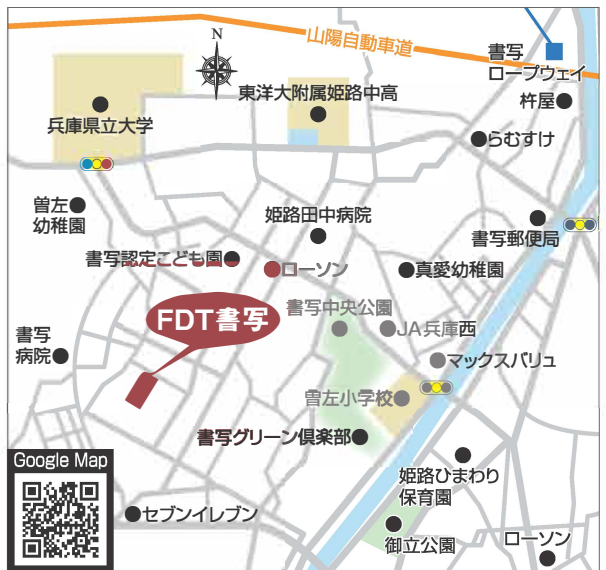 山陽自動車道
N
書写
ロープウェイ
東洋大附属姫路中高
杵屋
兵庫県立大学
らむすけ
曽左
幼稚園
姫路田中病院
書写郵便局
書写認定こども園
ローソン
真愛幼稚園
FDT書写
書写中央公園
JA兵庫西
書写
病院
マックスバリュ
曽左小学校
書写グリーン倶楽部
Google Map
姫路ひまわり
保育園
セブンイレブン
御立公園
ローソン